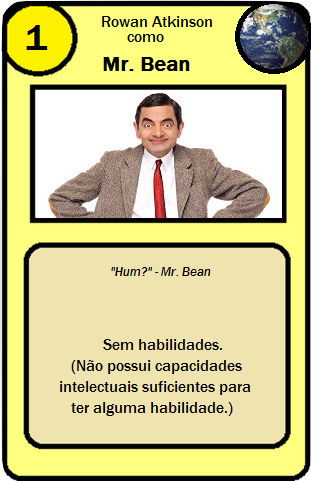 1
Rowan Atkinson
como
Mr. Bean
"Hum?" - Mr. Bean
Sem habilidades.
(Não possui capacidades
intelectuais suficientes para
ter alguma habilidade.)